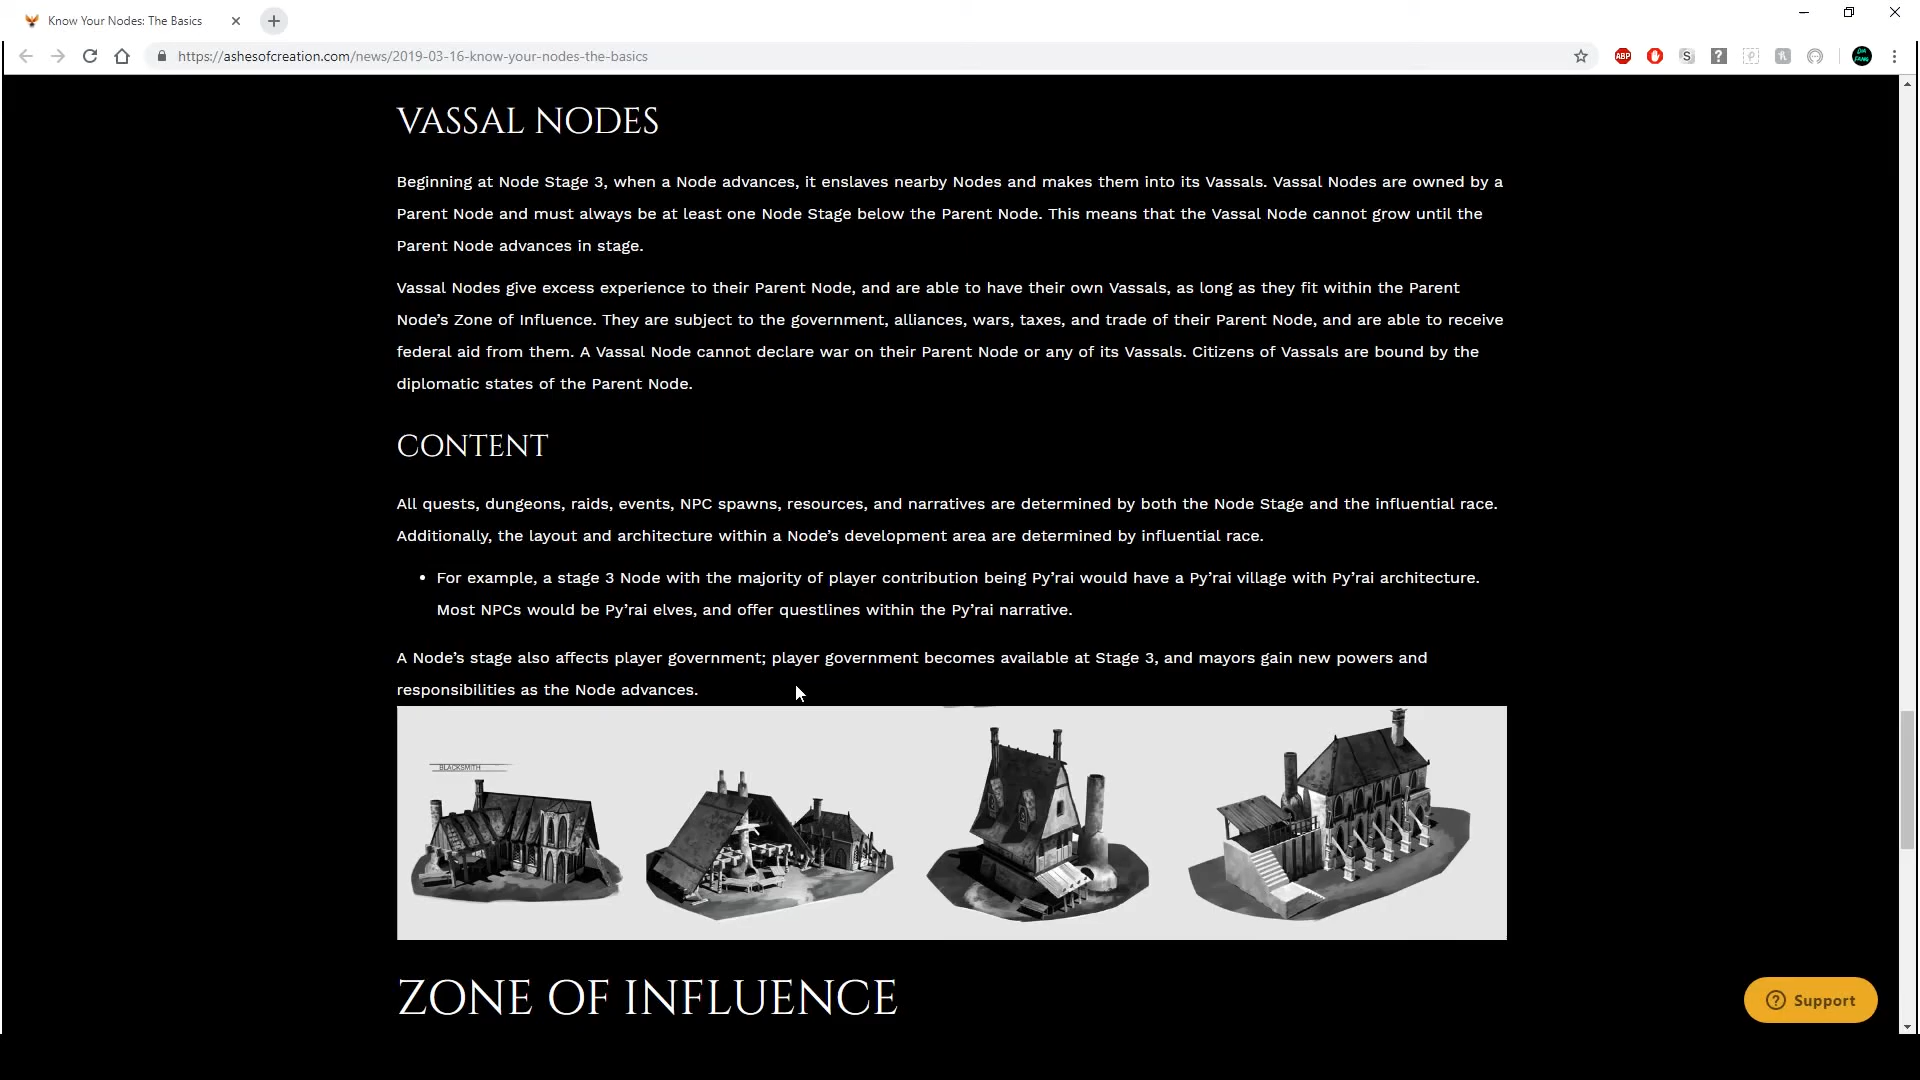 Know Your Nodes: The Basics
https://ashesofcreation.com/news/2019-03-16-know-your-nodes-the-basics
ABP
S
?
VASSAL NODES
Beginning at Node Stage 3, when a Node advances, it enslaves nearby Nodes and makes them into its Vassals. Vassal Nodes are owned by a
Parent Node and must always be at least one Node Stage below the Parent Node. This means that the Vassal Node cannot grow until the
Parent Node advances in stage.
Vassal Nodes give excess experience to their Parent Node, and are able to have their own Vassals, as long as they fit within the Parent
Node’s Zone of Influence. They are subject to the government, alliances, wars, taxes, and trade of their Parent Node, and are able to receive
federal aid from them. A Vassal Node cannot declare war on their Parent Node or any of its Vassals. Citizens of Vassals are bound by the
diplomatic states of the Parent Node.
CONTENT
All quests, dungeons, raids, events, NPC spawns, resources, and narratives are determined by both the Node Stage and the influential race.
Additionally, the layout and architecture within a Node’s development area are determined by influential race.
• For example, a stage 3 Node with the majority of player contribution being Py’rai would have a Py’rai village with Py’rai architecture.
Most NPCs would be Py’rai elves, and offer questlines within the Py’rai narrative.
A Node’s stage also affects player government; player government becomes available at Stage 3, and mayors gain new powers and
responsibilities as the Node advances.
BLACKSMITH
ZONE OF INFLUENCE
Support